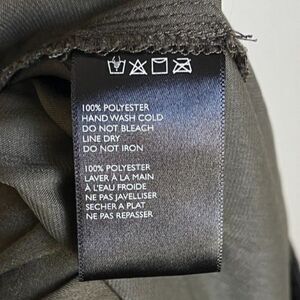 100% POLYESTER
HAND WASH COLD
DO NOT BLEACH
LINE DRY
DO NOT IRON
100% POLYESTER
LAVER À LA MAIN
À L'EAU FROIDE
NE PAS JAVELLISER
SECHER A PLAT
NE PAS REPASSER